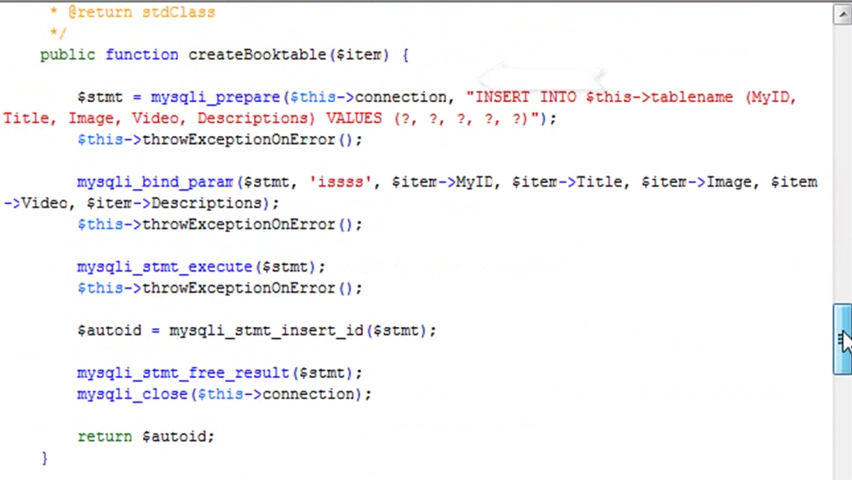 * @return stdClass
*/
public function createBooktable($item) {
$stmt = mysqli_prepare($this->connection, "INSERT INTO $this->tablename (MyID,
Title, Image, Video, Descriptions) VALUES (?, ?, ?, ?, ?)");
$this->throwExceptionOnError();
mysqli_bind_param($stmt, 'issss', $item->MyID, $item->Title, $item->Image, $item
->Video, $item->Descriptions);
$this->throwExceptionOnError();
mysqli_stmt_execute($stmt);
$this->throwExceptionOnError();
$autoid = mysqli_stmt_insert_id($stmt);
mysqli_stmt_free_result($stmt);
mysqli_close($this->connection);
return $autoid;
}